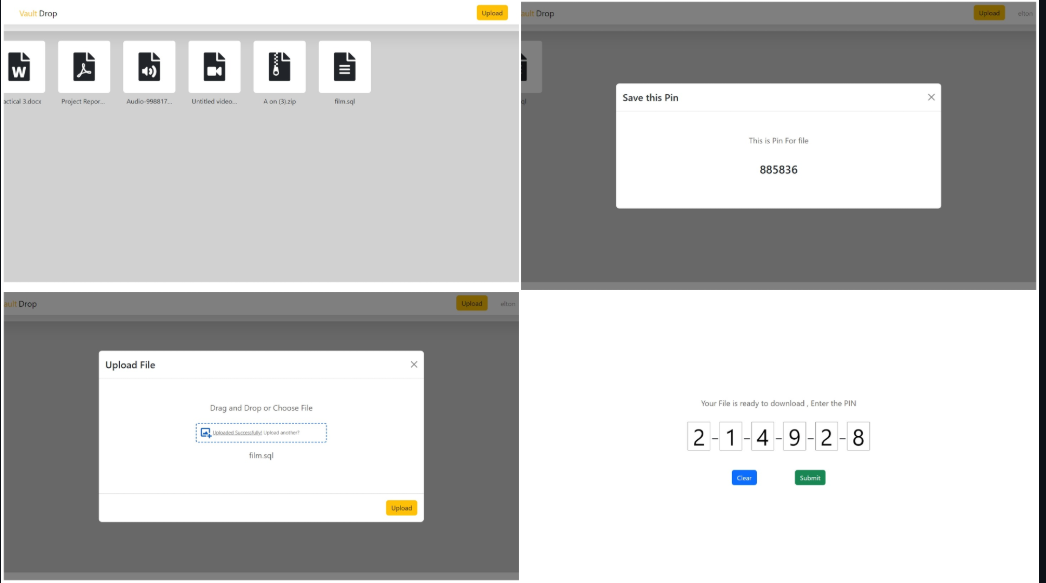 Vault Drop
Upload
actical 3.docx
Project Repor...
Audio-998817...
Untitled video...
A on (3).zip
film.sql
W
ault Drop
Upload
elton
ql
Save this Pin
This is Pin For file
885836
ault Drop
Upload
elton
Upload File
Drag and Drop or Choose File
Uploaded Successfully! Upload another?
film.sql
Upload
Your File is ready to download , Enter the PIN
2-1-4-9-2-8
Clear
Submit